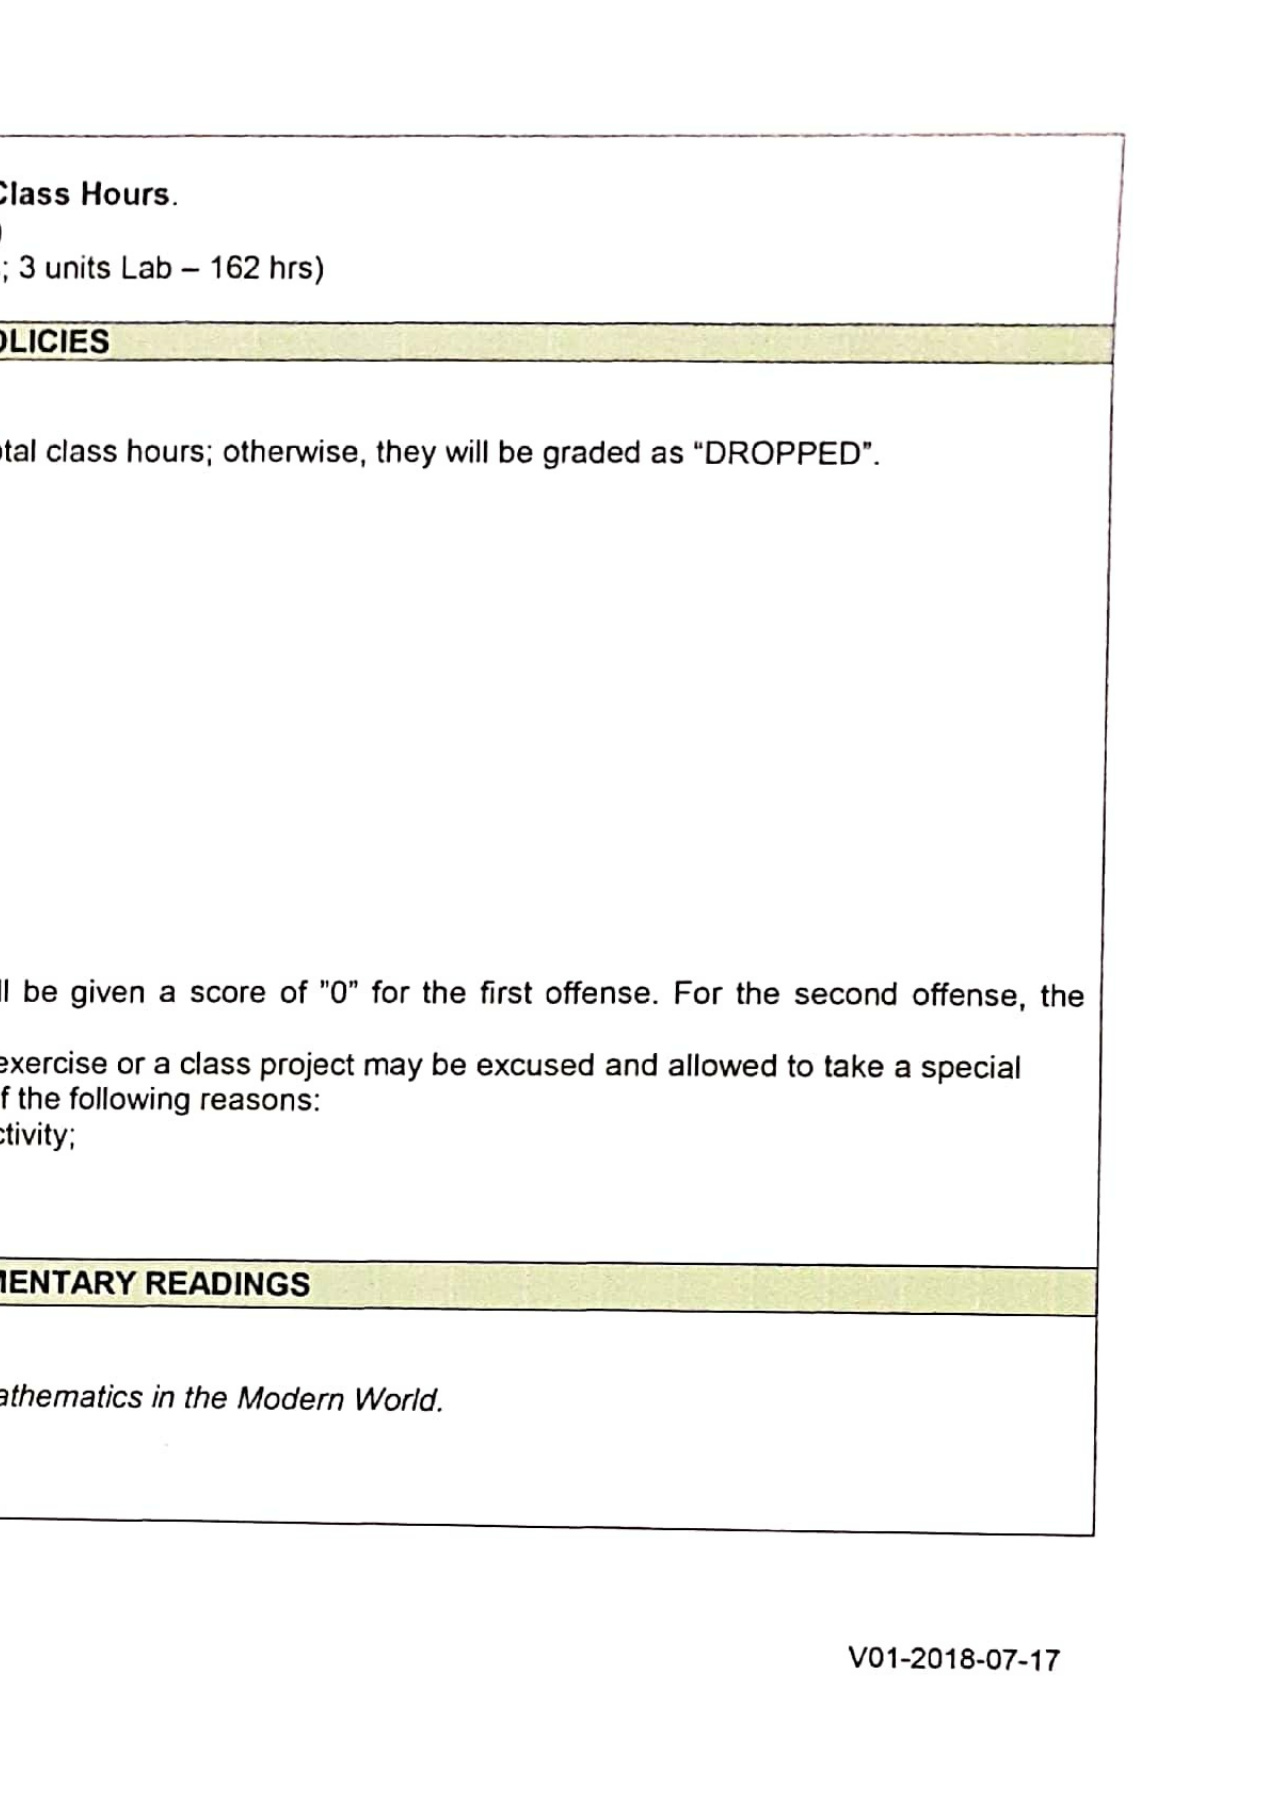 Class Hours.
)
; 3 units Lab – 162 hrs)
OLICIES
otal class hours; otherwise, they will be graded as “DROPPED”.
ll be given a score of ”0” for the first offense. For the second offense, the
exercise or a class project may be excused and allowed to take a special
f the following reasons:
ctivity;
MENTARY READINGS
athematics in the Modern World.
V01-2018-07-17